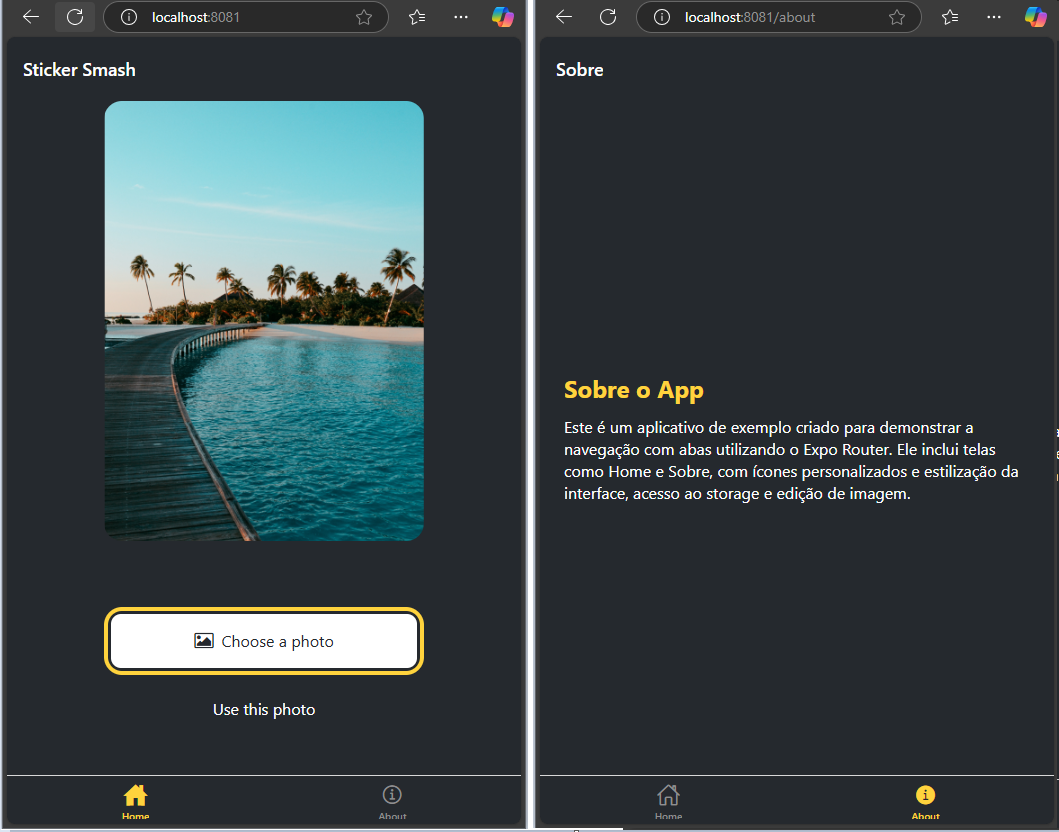 localhost:8081
Sticker Smash
Choose a photo
Use this photo
Home
About
localhost:8081/about
Sobre
Sobre o App
Este é um aplicativo de exemplo criado para demonstrar a
navegação com abas utilizando o Expo Router. Ele inclui telas
como Home e Sobre, com ícones personalizados e estilização da
interface, acesso ao storage e edição de imagem.
Home
About